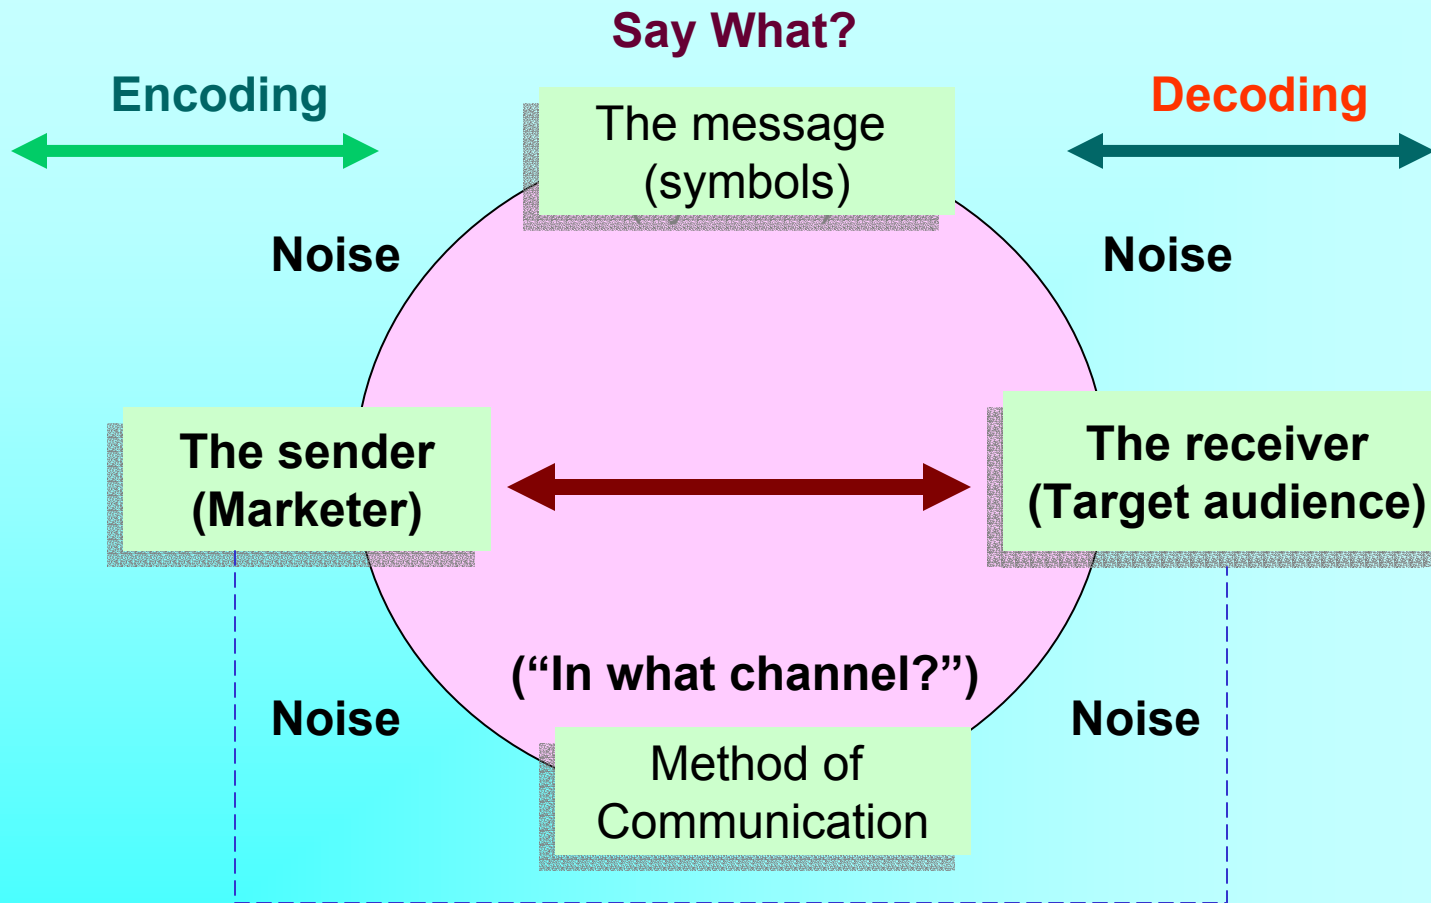 Say What?
Encoding
Decoding
The message
(symbols)
Noise
Noise
The sender
(Marketer)
The receiver
(Target audience)
(“In what channel?”)
Noise
Noise
Method of
Communication